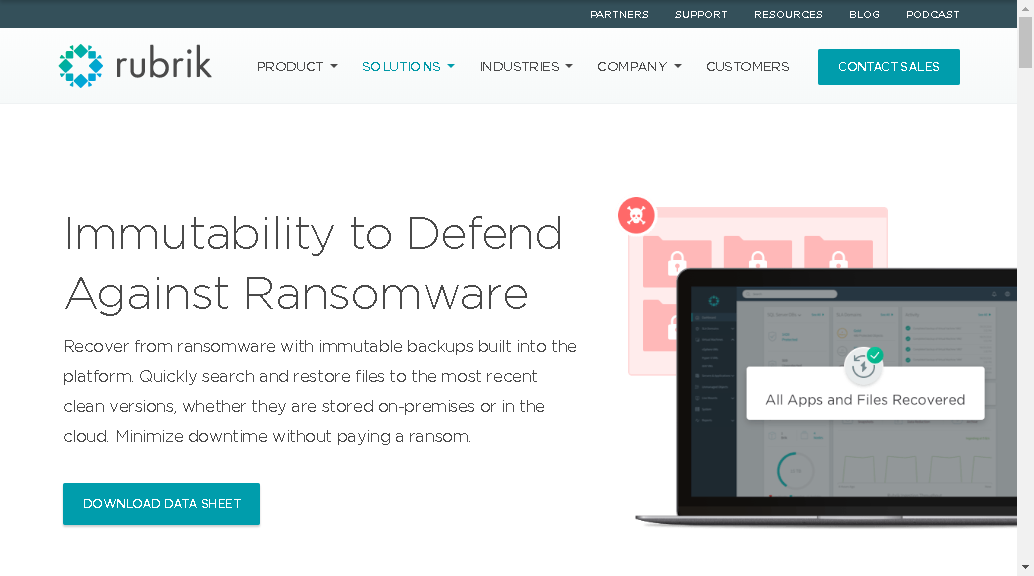 PARTNERS SUPPORT RESOURCES BLOG PODCAST
rubrik PRODUCT SOLUTIONS INDUSTRIES COMPANY CUSTOMERS CONTACT SALES
Immutability to Defend
Against Ransomware
Recover from ransomware with immutable backups built into the
platform. Quickly search and restore files to the most recent
clean versions, whether they are stored on-premises or in the
cloud. Minimize downtime without paying a ransom.
DOWNLOAD DATA SHEET
All Apps and Files Recovered